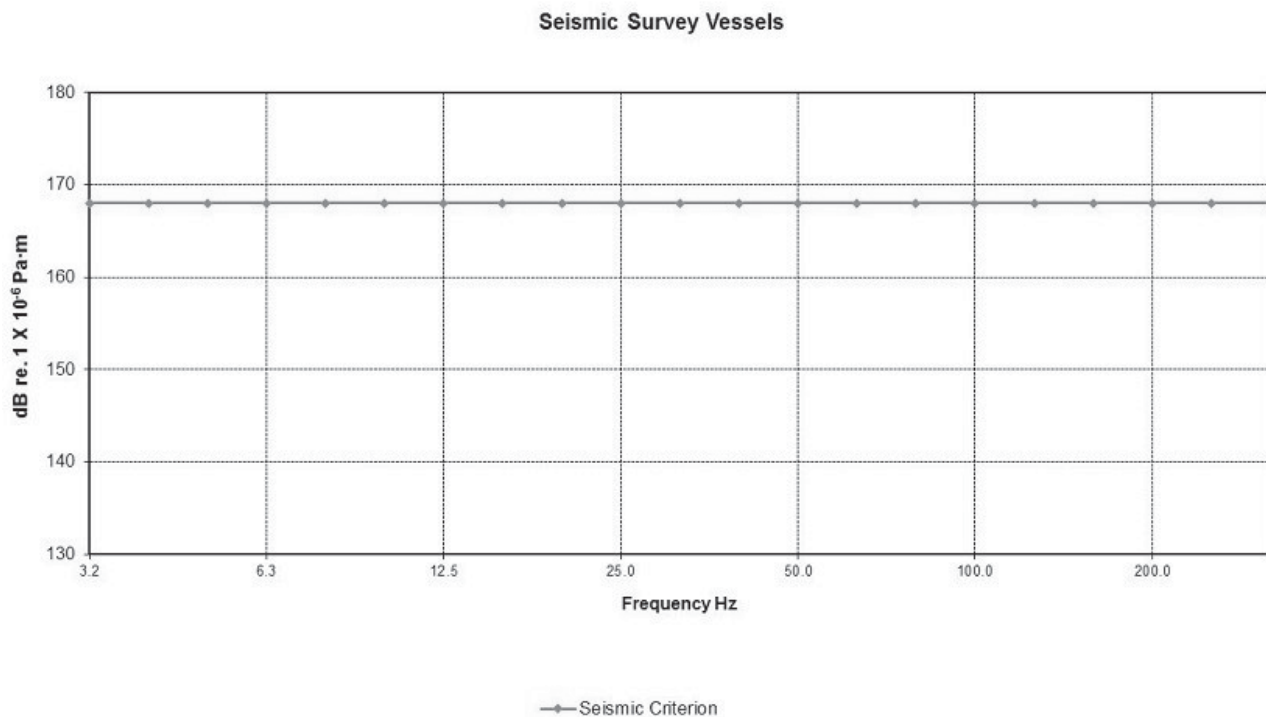 Seismic Survey Vessels
180
170
160
150
140
130
dB re. 1 X 10⁻⁶ Pa·m
3.2 6.3 12.5 25.0 50.0 100.0 200.0
Frequency Hz
Seismic Criterion